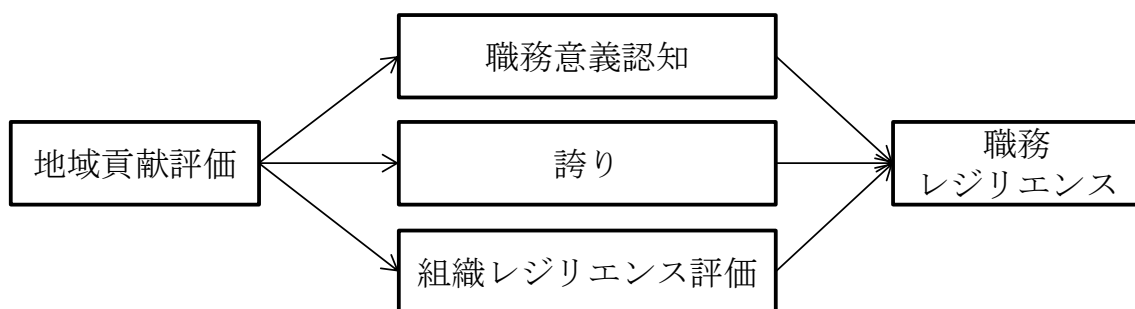 職務意義認知
地域貢献評価
誇り
職務
レジリエンス
組織レジリエンス評価